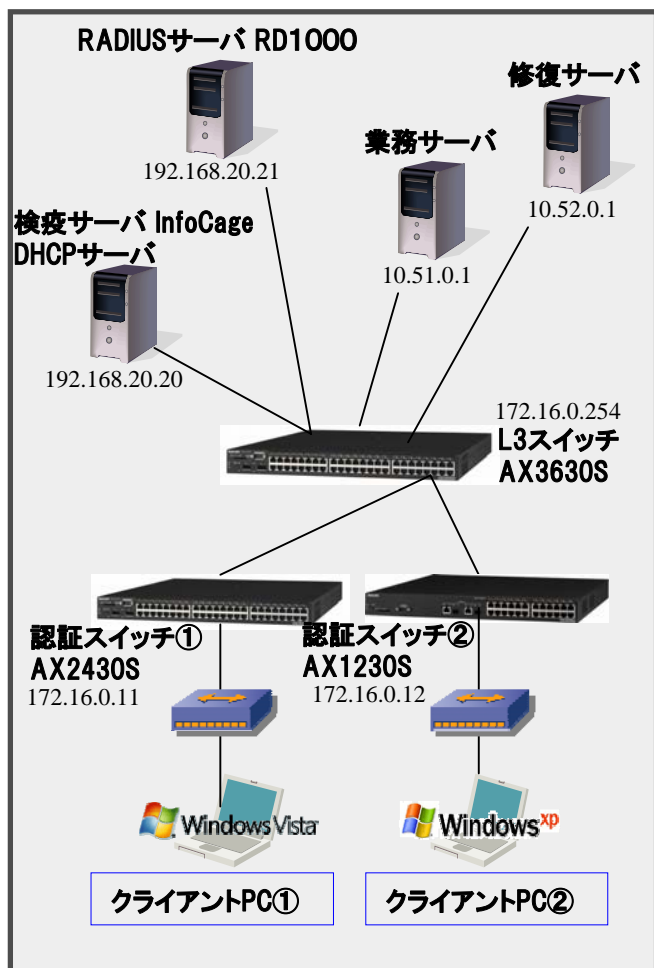 RADIUSサーバ RD1000
192.168.20.21
修復サーバ
10.52.0.1
業務サーバ
10.51.0.1
検疫サーバ InfoCage
DHCPサーバ
192.168.20.20
172.16.0.254
L3スイッチ
AX3630S
認証スイッチ①
AX2430S
172.16.0.11
認証スイッチ②
AX1230S
172.16.0.12
Windows Vista
Windows xp
クライアントPC①
クライアントPC②